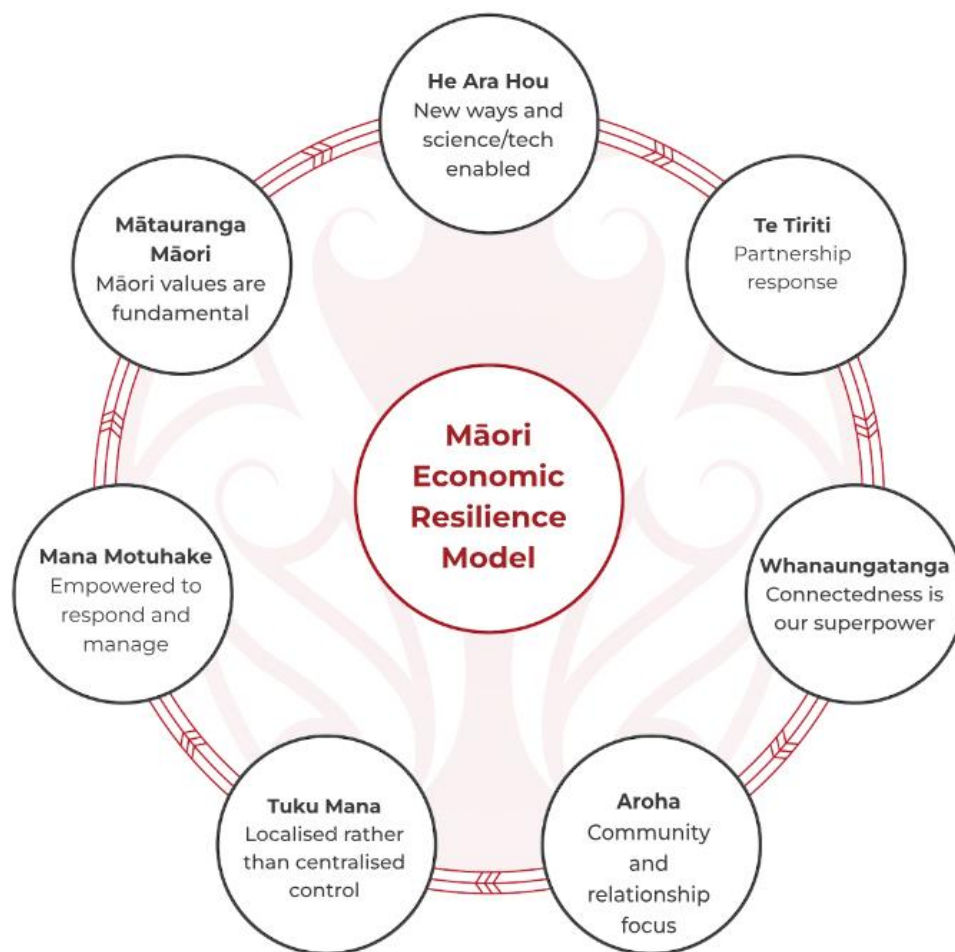 He Ara Hou
New ways and
science/tech
enabled
Te Tiriti
Partnership
response
Whanaungatanga
Connectedness is
our superpower
Aroha
Community
and
relationship
focus
Tuku Mana
Localised rather
than centralised
control
Mana Motuhake
Empowered to
respond and
manage
Mātauranga
Māori
Māori values are
fundamental
Māori
Economic
Resilience
Model